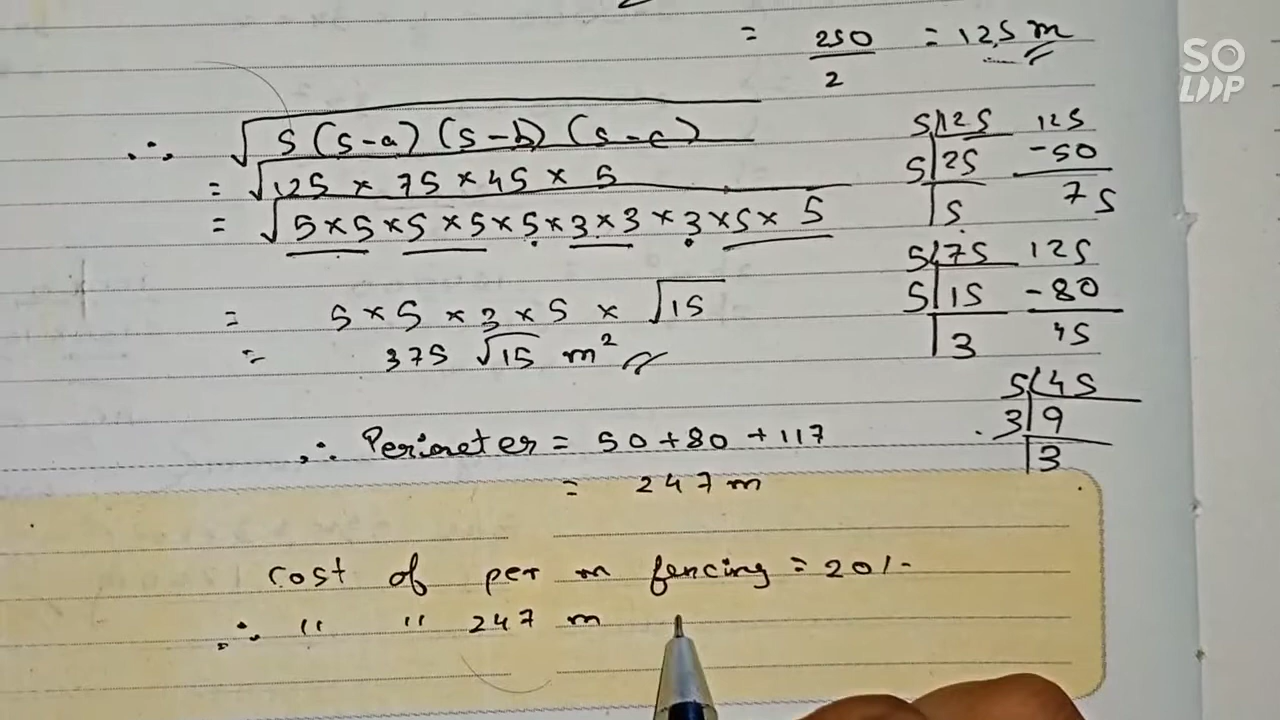 = 250/2 = 125 m
∴ √s(s-a)(s-b)(s-c)
= √125 × 75 × 45 × 5
= √5×5×5×5×5×3×3×3×5×5
= 5×5×3×5×√15
= 375 √15 m²
∴ Perimeter = 50+80+117
= 247 m
cost of per m fencing = 20/-
∴ " " 247 m
5 125 125
5 25 -50
5 75
5 75 125
5 15 -80
3 45
5 45
3 9
3
SO
LOOP